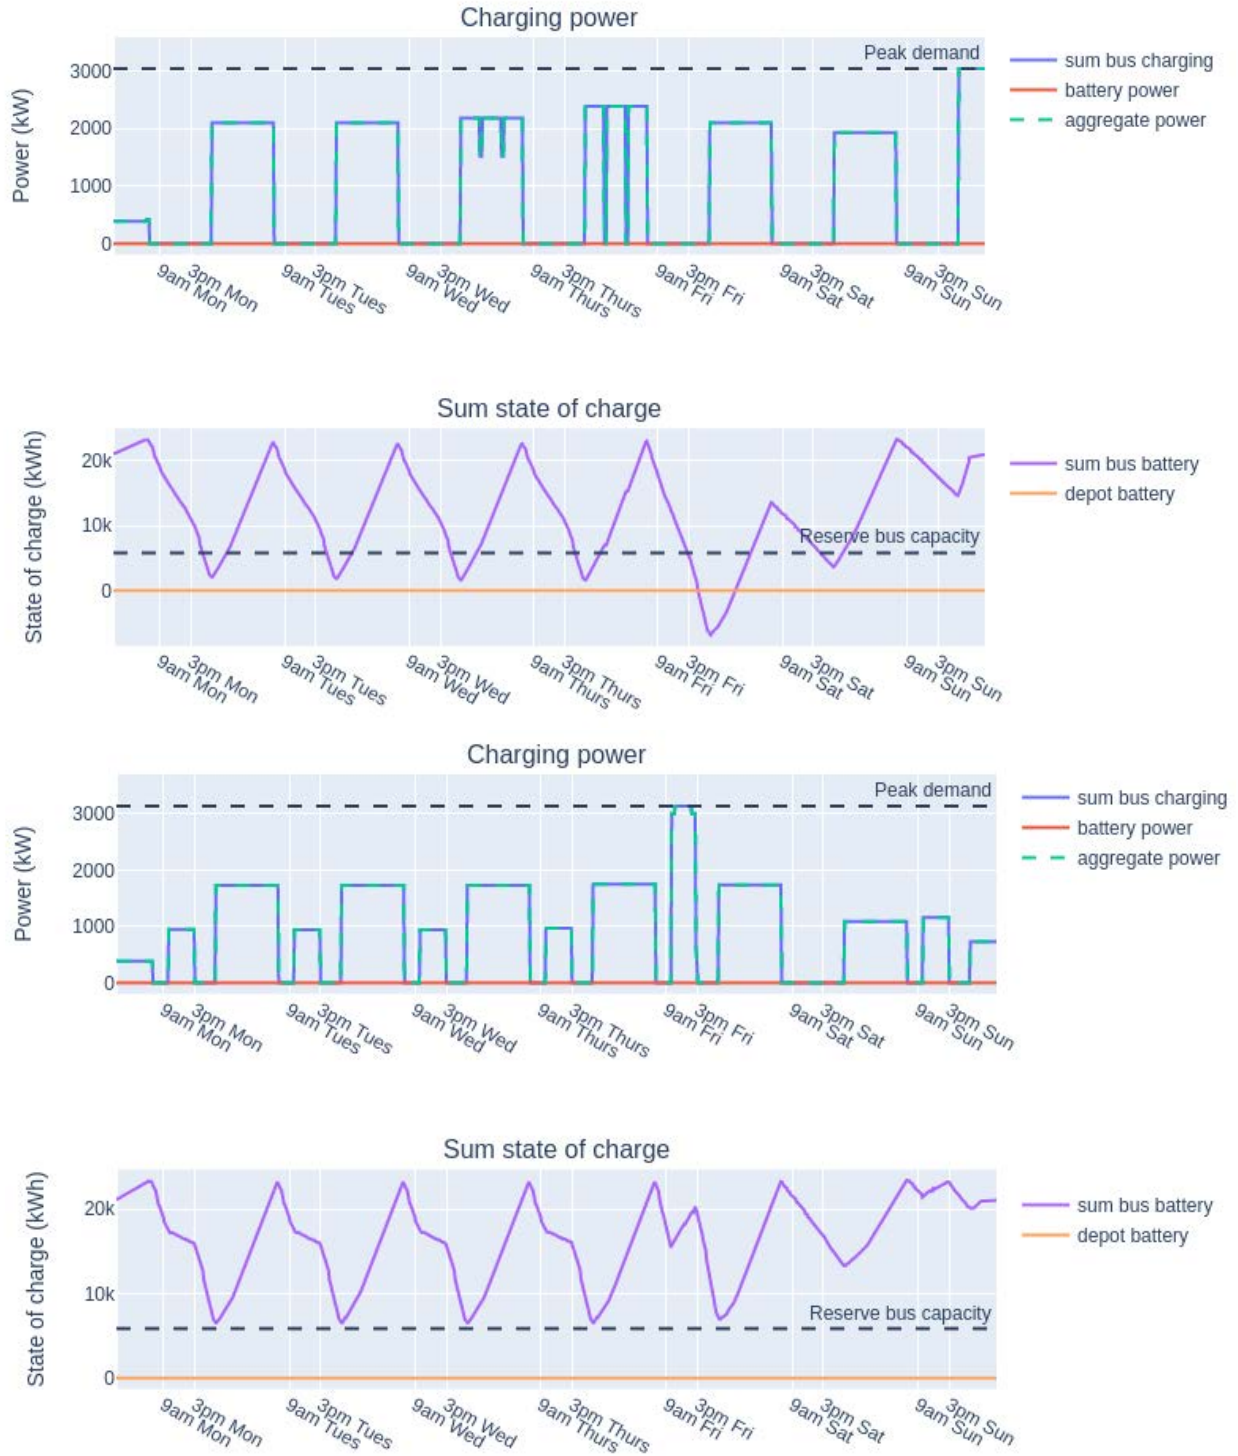 Charging power
Peak demand
3000
2000
1000
0
Power (kW)
9am Mon
3pm Mon
9am Tues
3pm Tues
9am Wed
3pm Wed
9am Thurs
3pm Thurs
9am Fri
3pm Fri
9am Sat
3pm Sat
9am Sun
3pm Sun
sum bus charging
battery power
aggregate power
Sum state of charge
20k
10k
0
State of charge (kWh)
Reserve bus capacity
9am Mon
3pm Mon
9am Tues
3pm Tues
9am Wed
3pm Wed
9am Thurs
3pm Thurs
9am Fri
3pm Fri
9am Sat
3pm Sat
9am Sun
3pm Sun
sum bus battery
depot battery
Charging power
Peak demand
3000
2000
1000
0
Power (kW)
9am Mon
3pm Mon
9am Tues
3pm Tues
9am Wed
3pm Wed
9am Thurs
3pm Thurs
9am Fri
3pm Fri
9am Sat
3pm Sat
9am Sun
3pm Sun
sum bus charging
battery power
aggregate power
Sum state of charge
20k
10k
0
State of charge (kWh)
Reserve bus capacity
9am Mon
3pm Mon
9am Tues
3pm Tues
9am Wed
3pm Wed
9am Thurs
3pm Thurs
9am Fri
3pm Fri
9am Sat
3pm Sat
9am Sun
3pm Sun
sum bus battery
depot battery